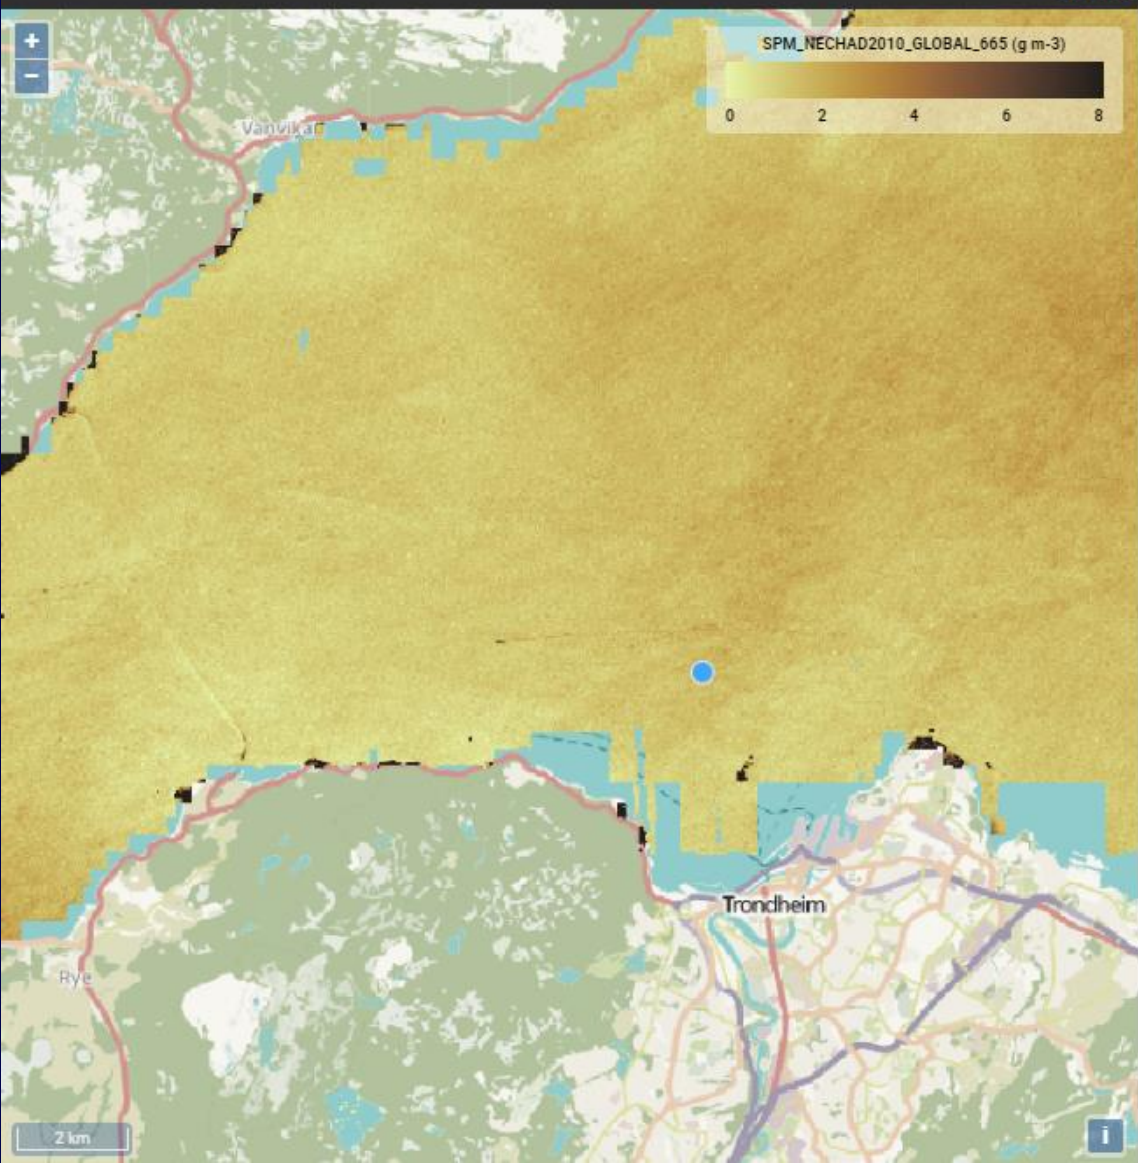 +
SPM_NECHAD2010_GLOBAL_665 (g m-3)
−
0 2 4 6 8
Vanvikan
Trondheim
Rye
2 km
i